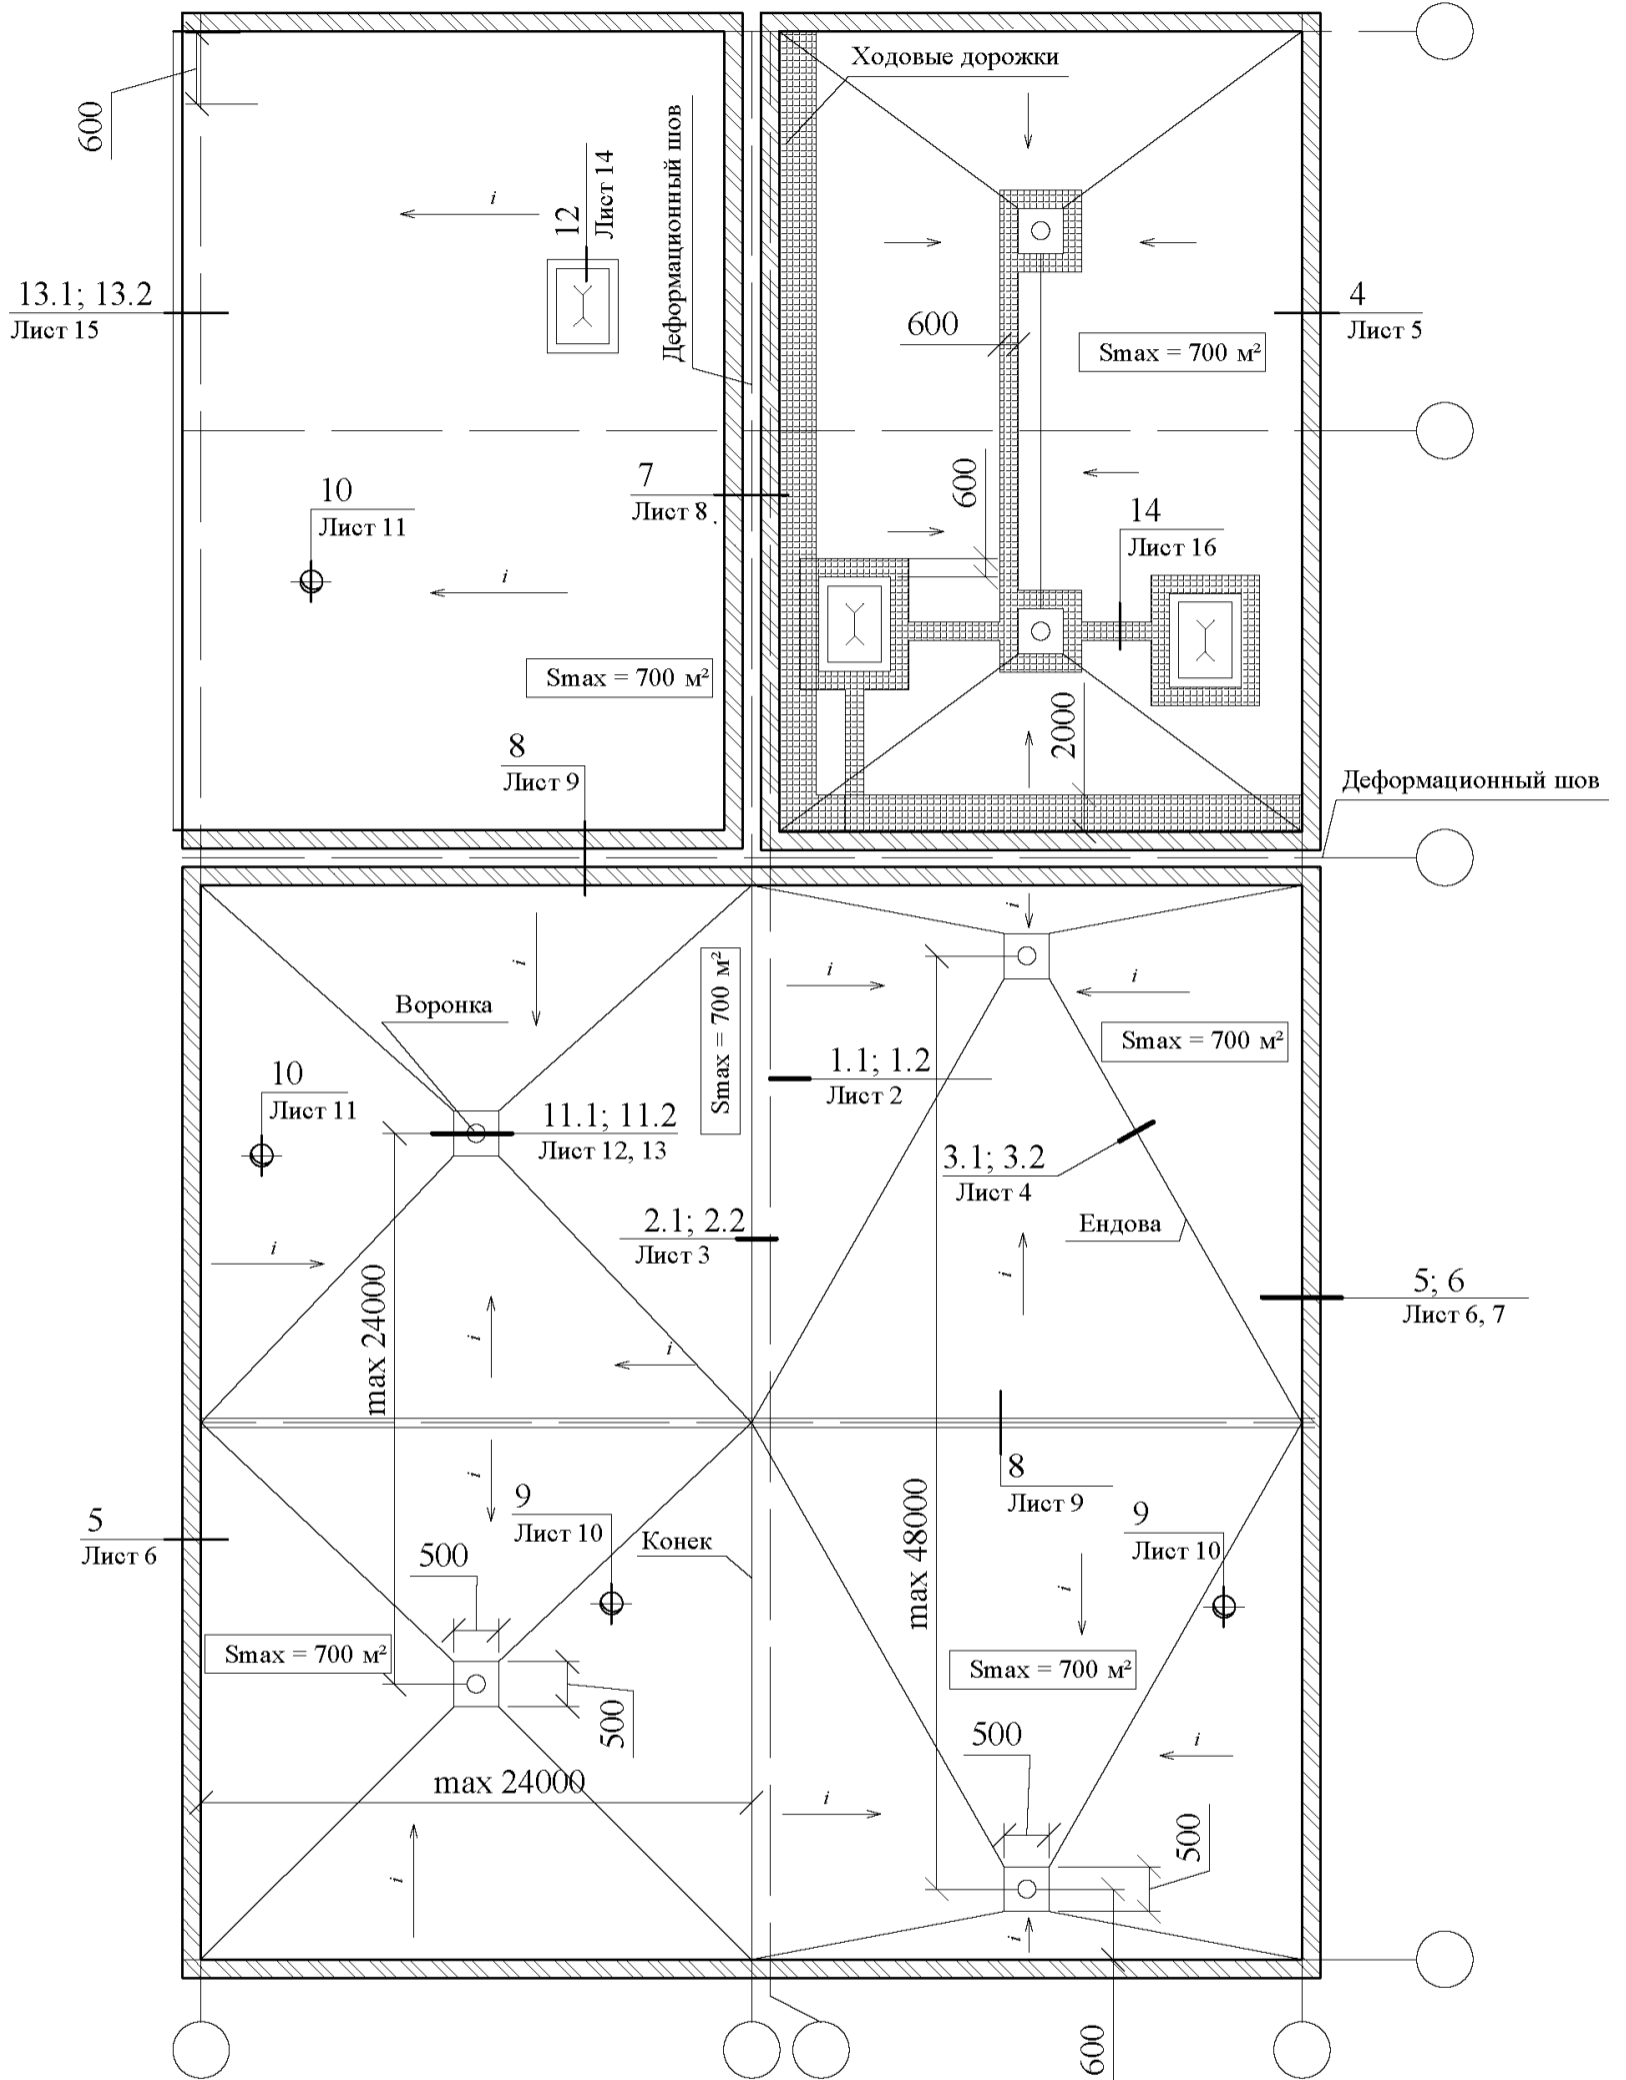 Ходовые дорожки
600
Деформационный шов
12
Лист 14
i
13.1; 13.2
Лист 15
600
4
Лист 5
Smax = 700 м²
7
Лист 8
10
Лист 11
600
14
Лист 16
i
Smax = 700 м²
2000
8
Лист 9
Деформационный шов
i
i
Smax = 700 м²
i
i
Воронка
Smax = 700 м²
10
Лист 11
1.1; 1.2
Лист 2
11.1; 11.2
Лист 12, 13
3.1; 3.2
Лист 4
2.1; 2.2
Лист 3
Ендова
i
i
5; 6
Лист 6, 7
max 24000
i
i
i
8
Лист 9
5
Лист 6
9
Лист 10
Конек
max 48000
9
Лист 10
500
i
Smax = 700 м²
Smax = 700 м²
500
500
i
max 24000
i
500
i
i
600